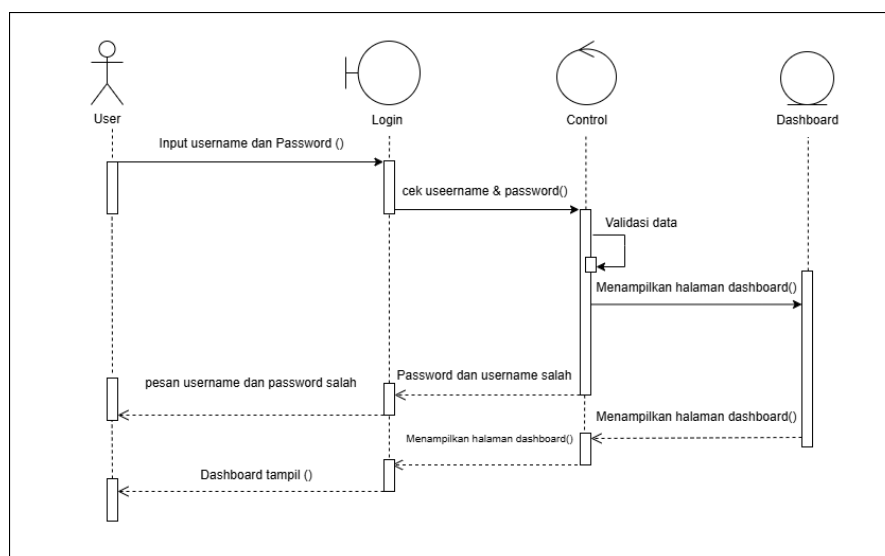 User
Login
Control
Dashboard
Input username dan Password ()
cek useername & password()
Validasi data
Menampilkan halaman dashboard()
Password dan username salah
pesan username dan password salah
Menampilkan halaman dashboard()
Menampilkan halaman dashboard()
Dashboard tampil ()